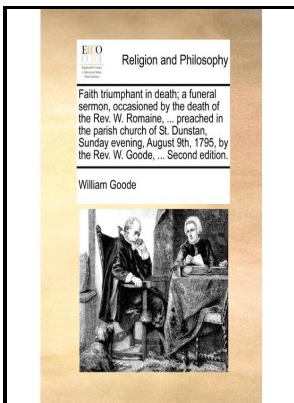 ECCO
Religion and Philosophy
Faith triumphant in death; a funeral
sermon, occasioned by the death of
the Rev. W. Romaine, ... preached in
the parish church of St. Dunstan,
Sunday evening, August 9th, 1795, by
the Rev. W. Goode, ... Second edition.
William Goode